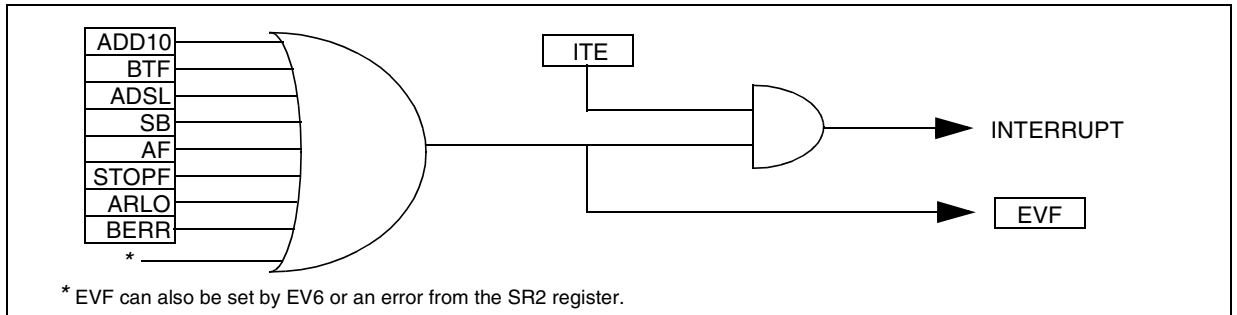 ADD10
BTF
ADSL
SB
AF
STOPF
ARLO
BERR
*
ITE
INTERRUPT
EVF
* EVF can also be set by EV6 or an error from the SR2 register.